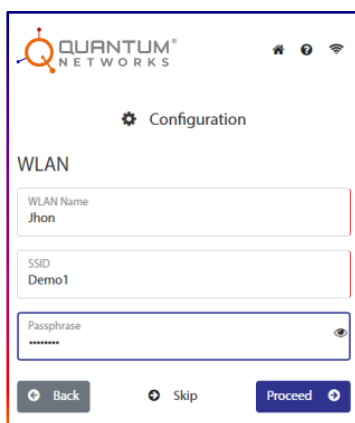 QUANTUM®
NETWORKS
Configuration
WLAN
WLAN Name
Jhon
SSID
Demo1
Passphrase
••••••••
Back Skip Proceed